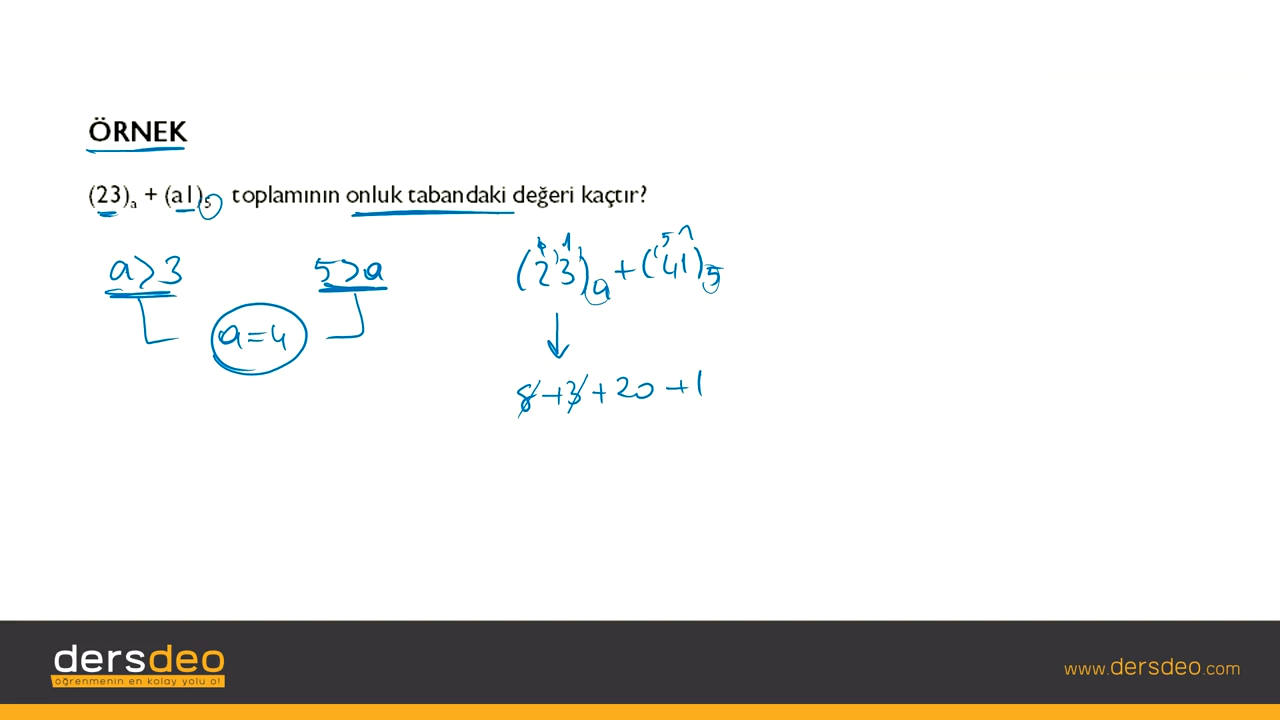 ÖRNEK
(23)a + (a1)5 toplamının onluk tabandaki değeri kaçtır?
a>3 5>a
a=4
(23)a + (41)5
8+3+20+1
dersdeo
öğrenmenin en kolay yolu o!
www.dersdeo.com